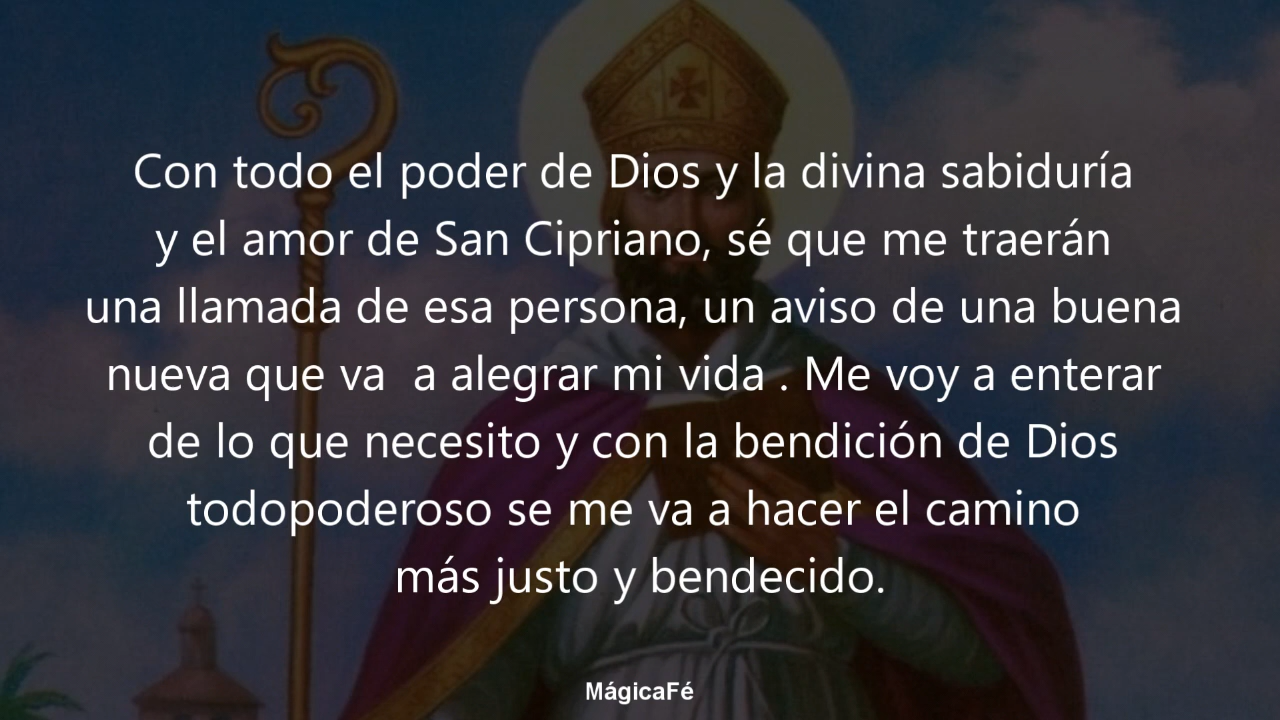 Con todo el poder de Dios y la divina sabiduría
y el amor de San Cipriano, sé que me traerán
una llamada de esa persona, un aviso de una buena
nueva que va  a alegrar mi vida . Me voy a enterar
de lo que necesito y con la bendición de Dios
todopoderoso se me va a hacer el camino
más justo y bendecido.
MágicaFé